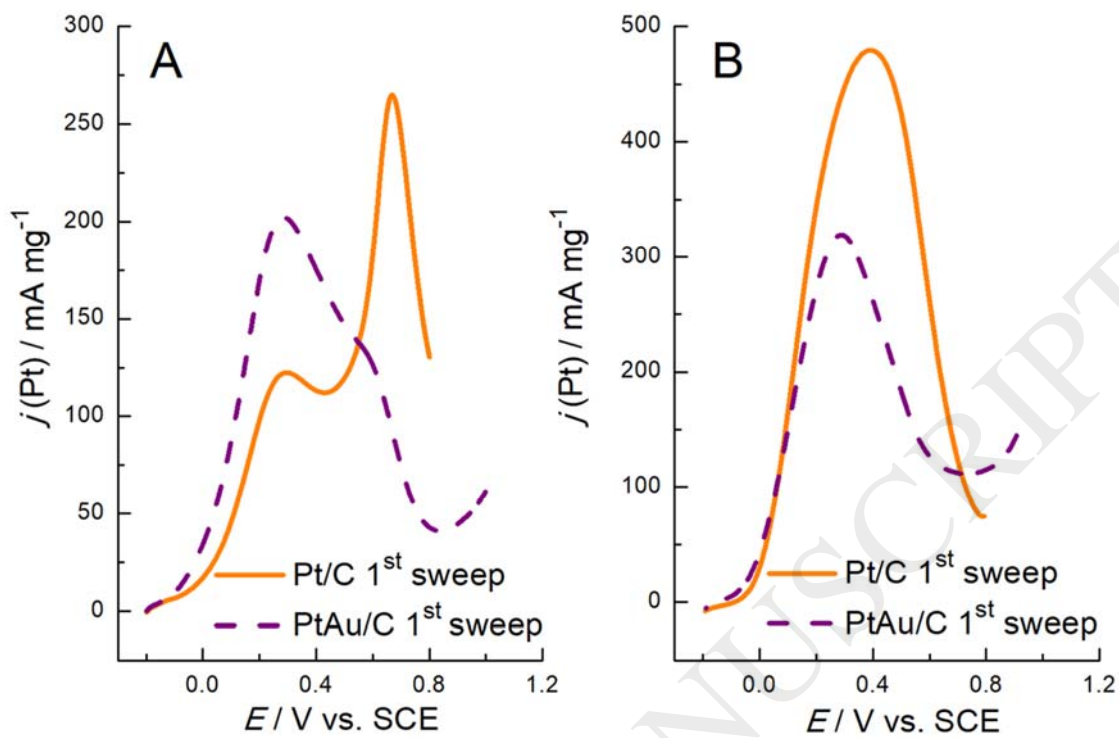 A
300
250
200
150
100
50
0
j (Pt) / mA mg⁻¹
Pt/C 1ˢᵗ sweep
PtAu/C 1ˢᵗ sweep
0.0 0.4 0.8 1.2
E / V vs. SCE
B
500
400
300
200
100
0
j (Pt) / mA mg⁻¹
Pt/C 1ˢᵗ sweep
PtAu/C 1ˢᵗ sweep
0.0 0.4 0.8 1.2
E / V vs. SCE
NUSCRIPT